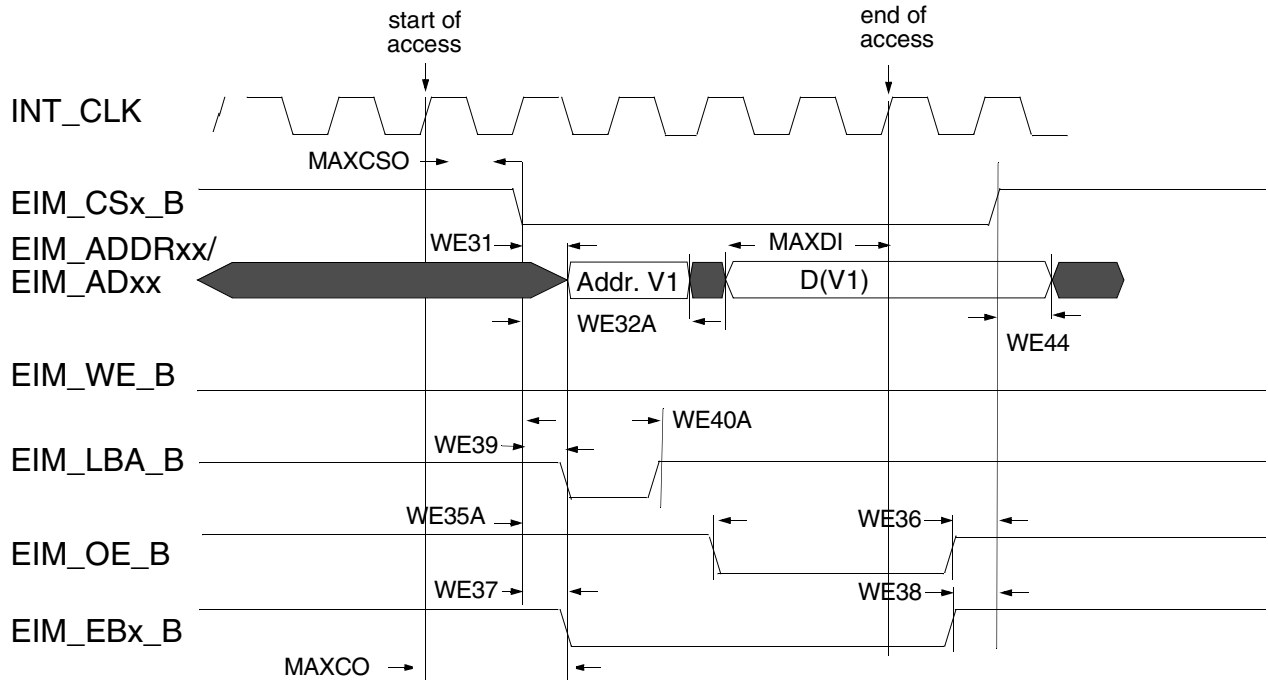 start of
access
end of
access
INT_CLK
MAXCSO
EIM_CSx_B
EIM_ADDRxx/
EIM_ADxx
WE31
MAXDI
Addr. V1
D(V1)
WE32A
WE44
EIM_WE_B
WE40A
WE39
EIM_LBA_B
WE35A
WE36
EIM_OE_B
WE37
WE38
EIM_EBx_B
MAXCO